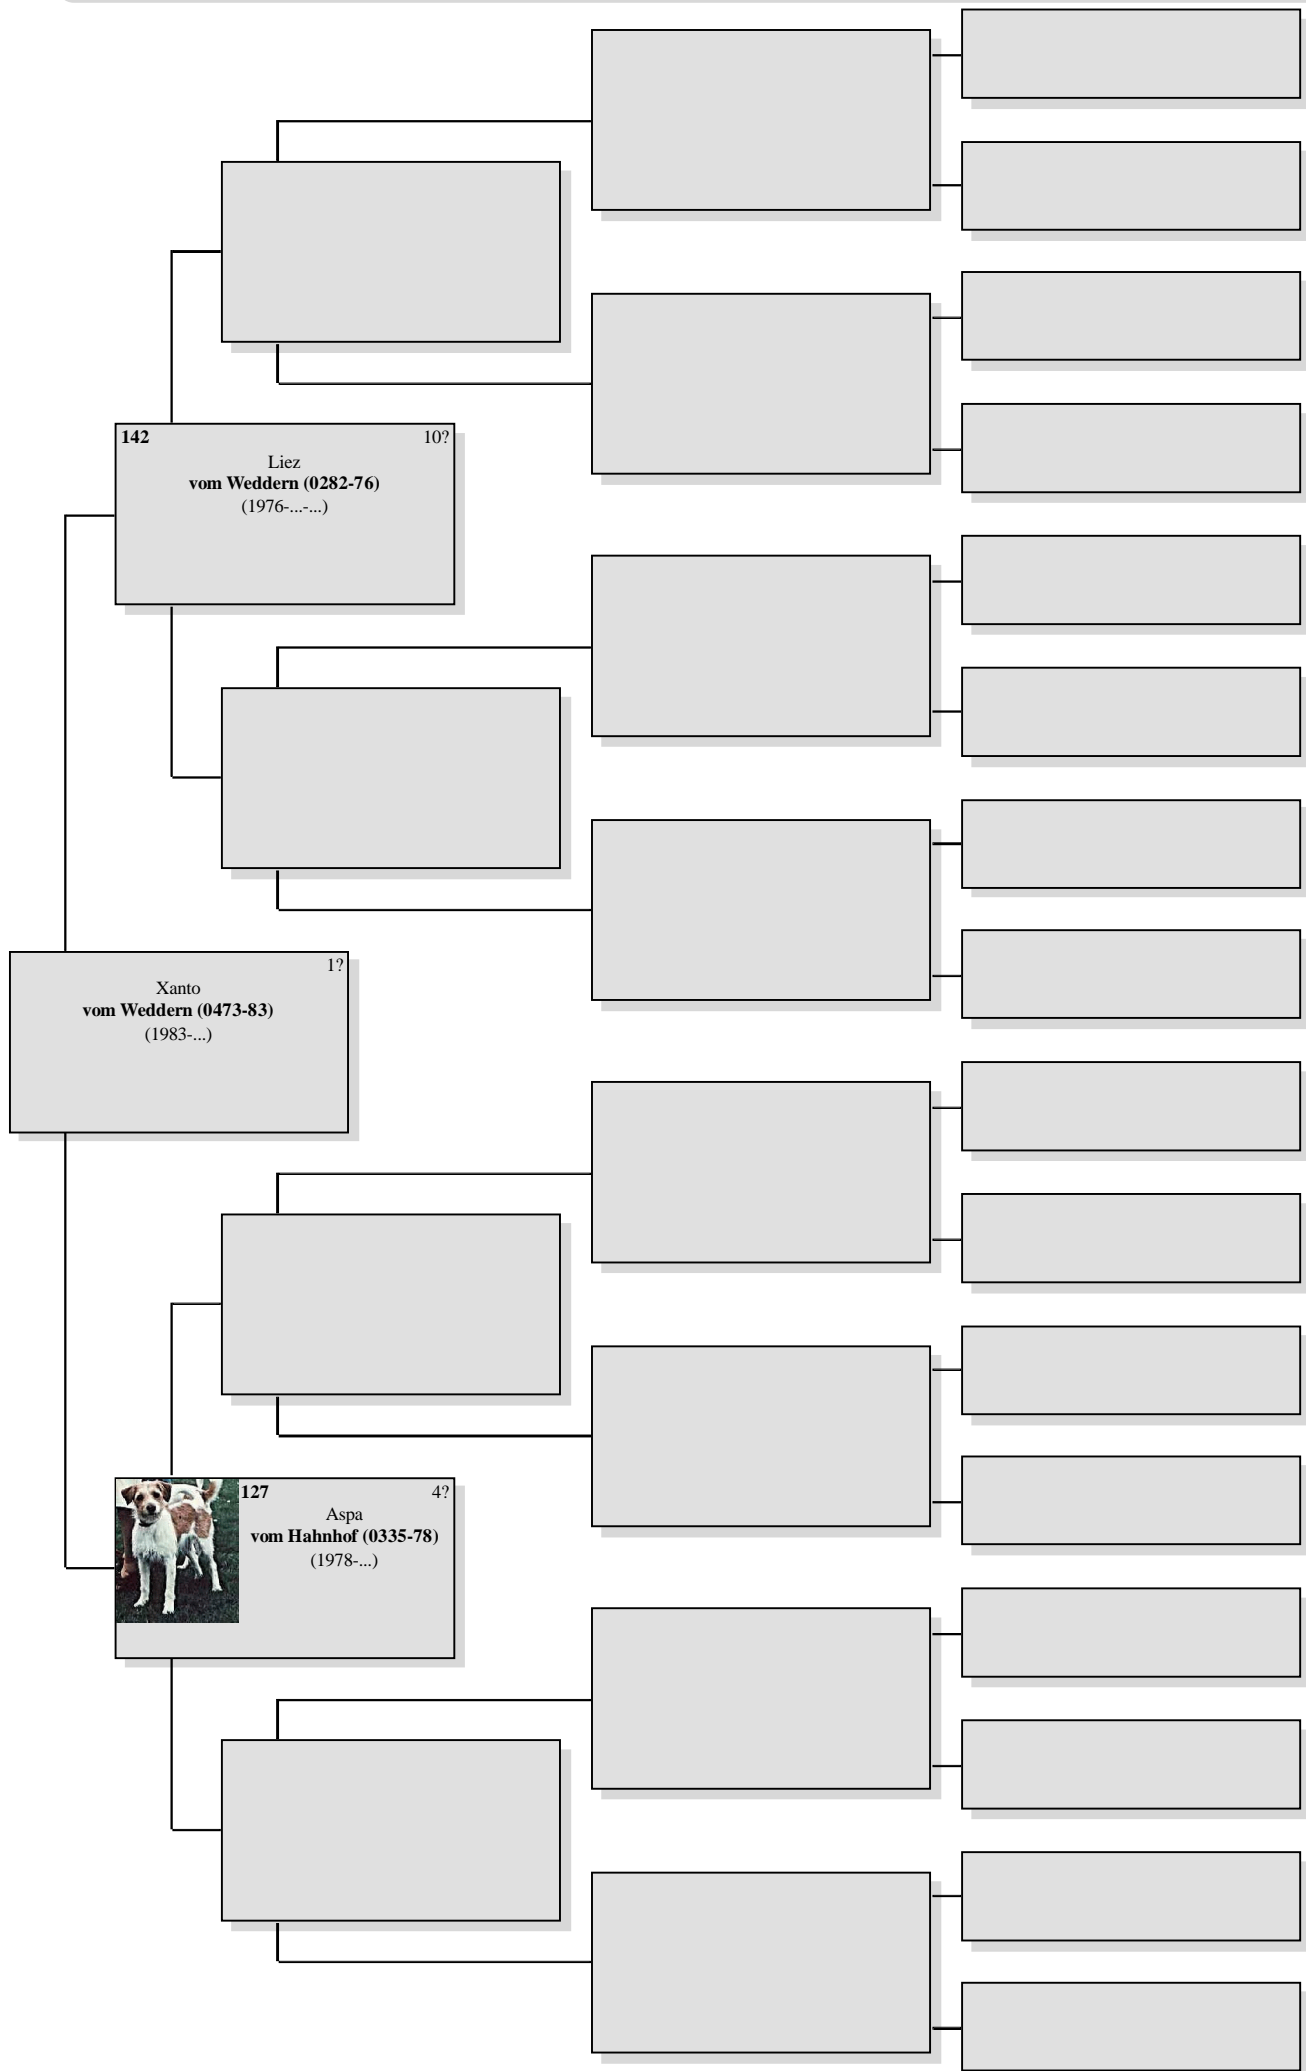 142 10?
Liez
vom Weddern (0282-76)
(1976-...-...)
1?
Xanto
vom Weddern (0473-83)
(1983-...)
127 4?
Aspa
vom Hahnhof (0335-78)
(1978-...)